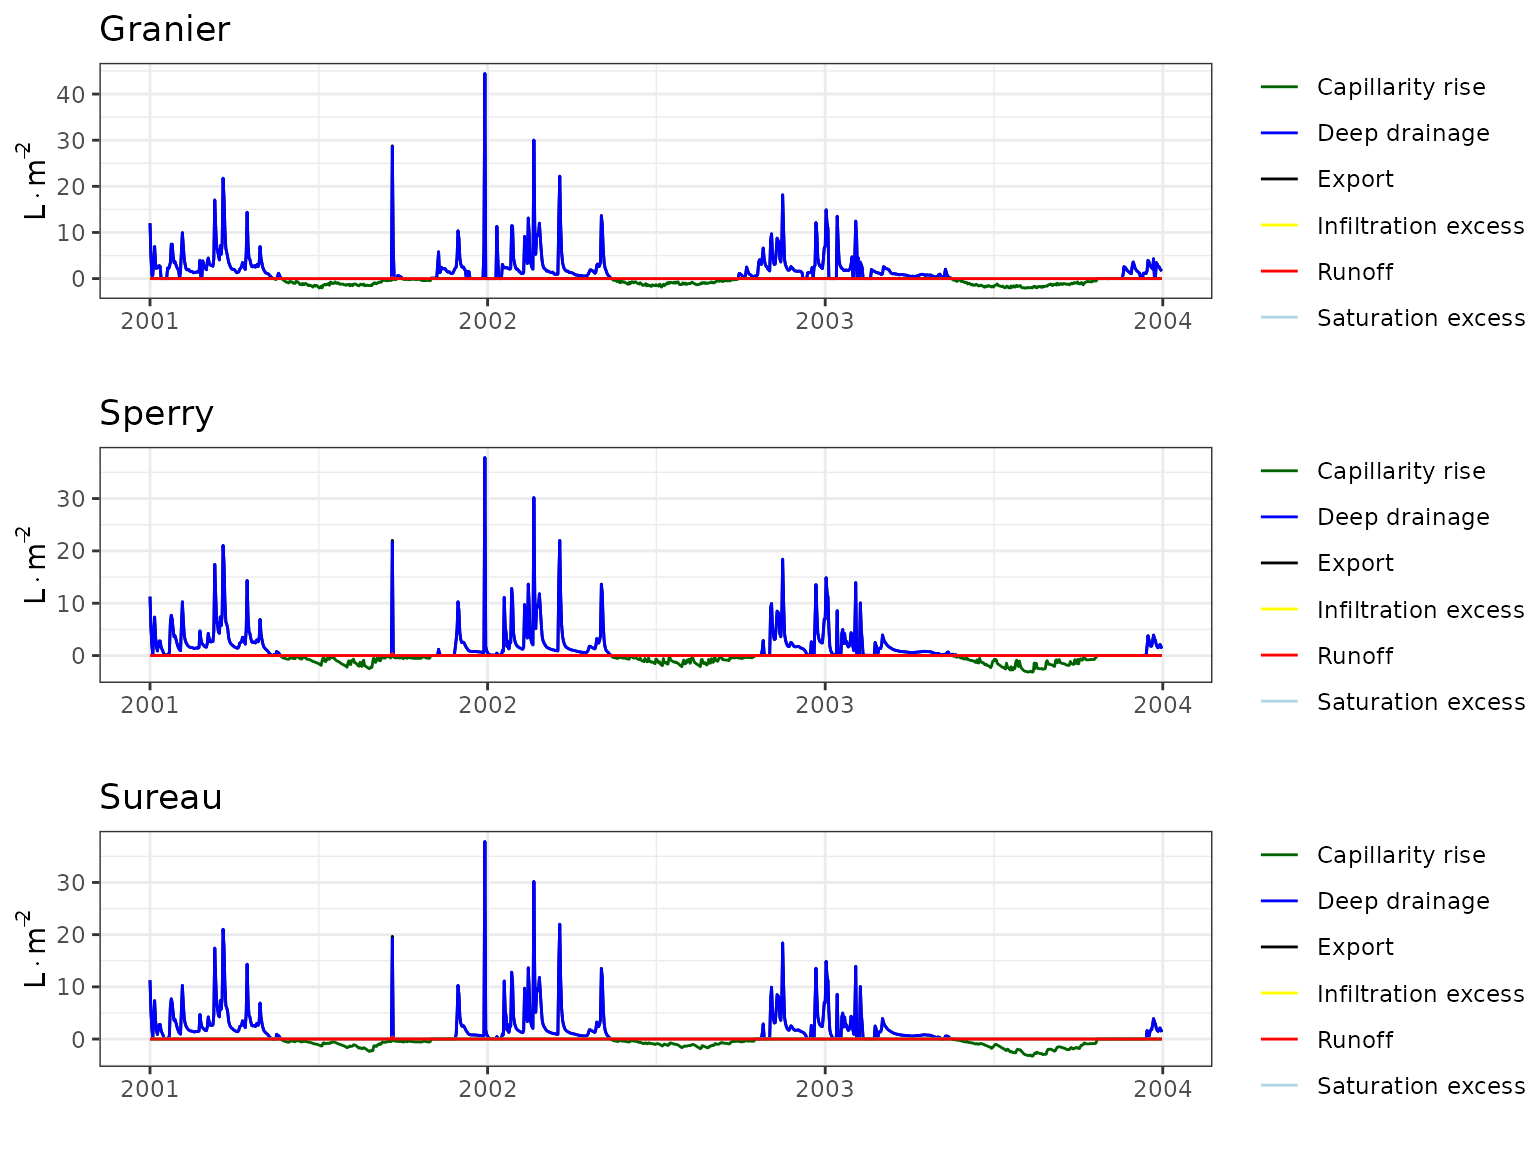 Granier
L · m⁻²
40
30
20
10
0
2001 2002 2003 2004
Capillarity rise
Deep drainage
Export
Infiltration excess
Runoff
Saturation excess
Sperry
L · m⁻²
30
20
10
0
2001 2002 2003 2004
Capillarity rise
Deep drainage
Export
Infiltration excess
Runoff
Saturation excess
Sureau
L · m⁻²
30
20
10
0
2001 2002 2003 2004
Capillarity rise
Deep drainage
Export
Infiltration excess
Runoff
Saturation excess